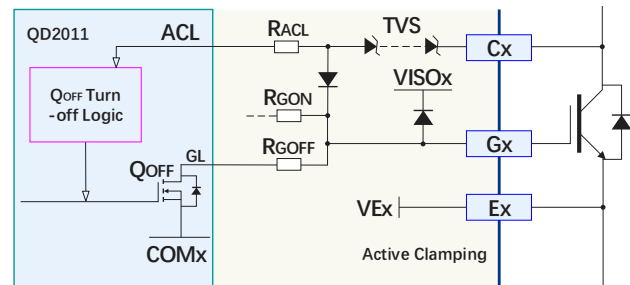 QD2011
ACL
RACL
TVS
Cx
QOFF Turn
-off Logic
RGON
VISOx
GL
RGOFF
Gx
QOFF
VEx
Ex
COMx
Active Clamping